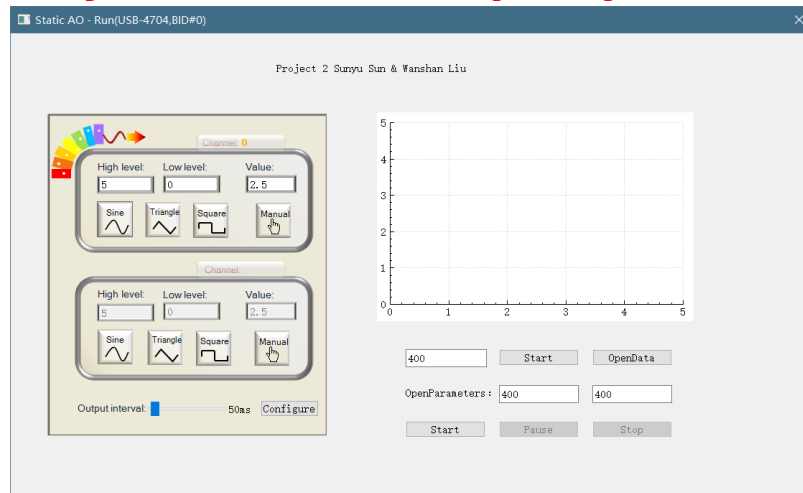 Static AO - Run(USB-4704,BID#0)
Project 2 Sunyu Sun & Wanshan Liu
Channel: 0
High level: Low level: Value:
5 0 2.5
Sine Triangle Square Manual
Channel:
High level: Low level: Value:
5 0 2.5
Sine Triangle Square Manual
Output interval: 50ms Configure
5
4
3
2
1
0
0 1 2 3 4 5
400 Start OpenData
OpenParameters: 400 400
Start Pause Stop